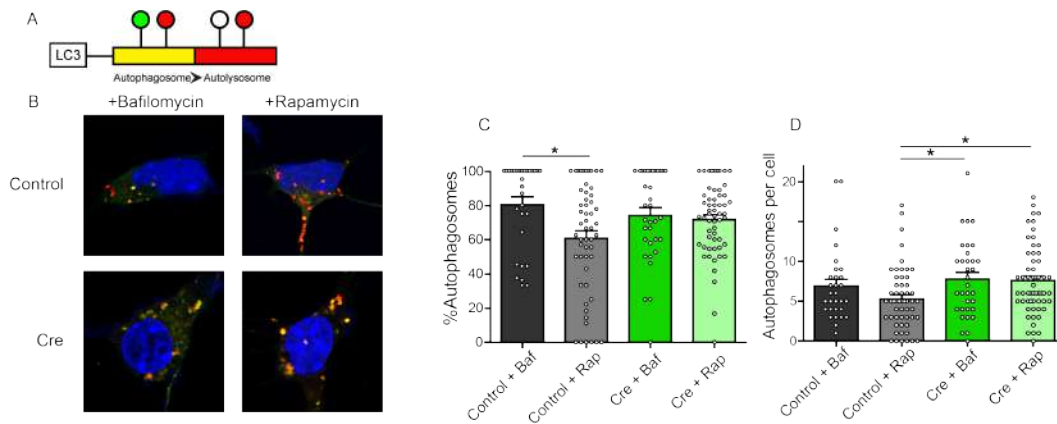 A
LC3
Autophagosome Autolysosome
B
+Bafilomycin +Rapamycin
Control
Cre
C
*
%Autophagosomes
100
80
60
40
20
0
Control + Baf
Control + Rap
Cre + Baf
Cre + Rap
D
*
*
Autophagosomes per cell
20
15
10
5
0
Control + Baf
Control + Rap
Cre + Baf
Cre + Rap